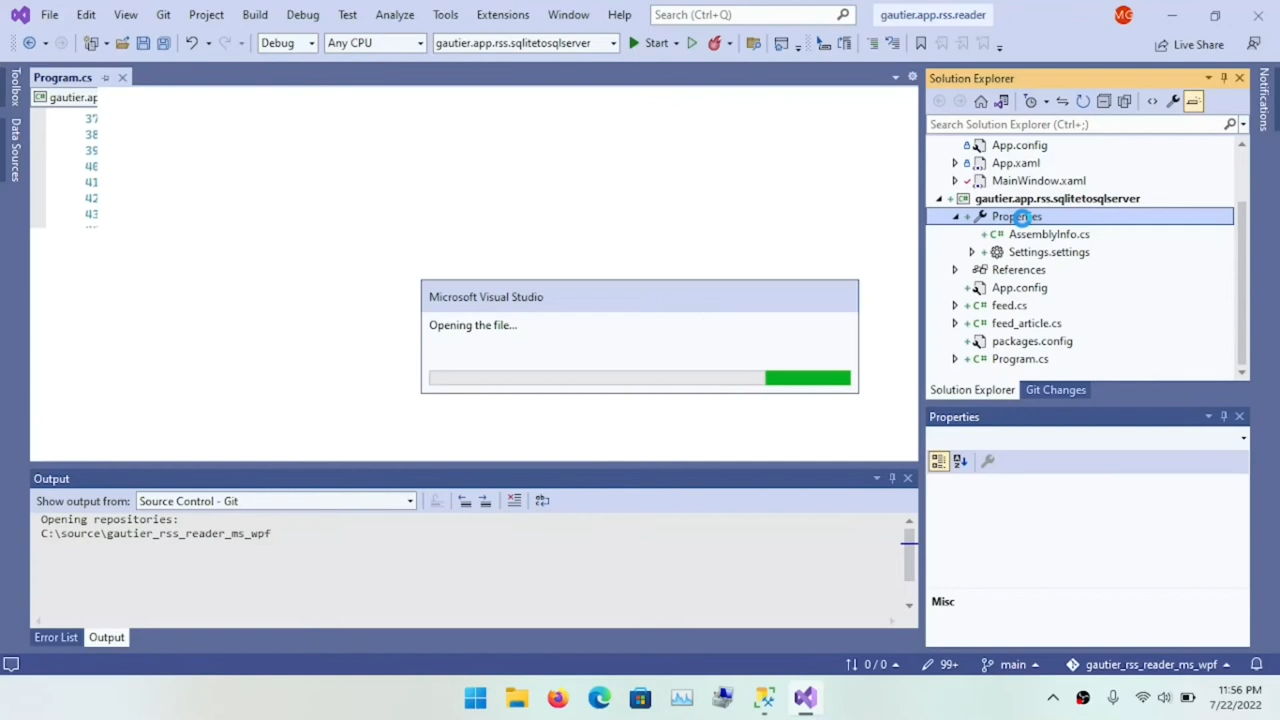 File Edit View Git Project Build Debug Test Analyze Tools Extensions Window Help Search (Ctrl+Q) gautier.app.rss.reader MG
Debug Any CPU gautier.app.rss.sqlitetosqlserver Start Live Share
Toolbox
Data Sources
Program.cs
gautier.ap
37
38
39
40
41
42
43
Microsoft Visual Studio
Opening the file...
Solution Explorer
Search Solution Explorer (Ctrl+;)
App.config
App.xaml
MainWindow.xaml
gautier.app.rss.sqlitetosqlserver
Properties
AssemblyInfo.cs
Settings.settings
References
App.config
feed.cs
feed_article.cs
packages.config
Program.cs
Solution Explorer Git Changes
Properties
Misc
Notifications
Output
Show output from: Source Control - Git
Opening repositories:
C:\source\gautier_rss_reader_ms_wpf
Error List Output
0 / 0 99+ main gautier_rss_reader_ms_wpf
11:56 PM
7/22/2022